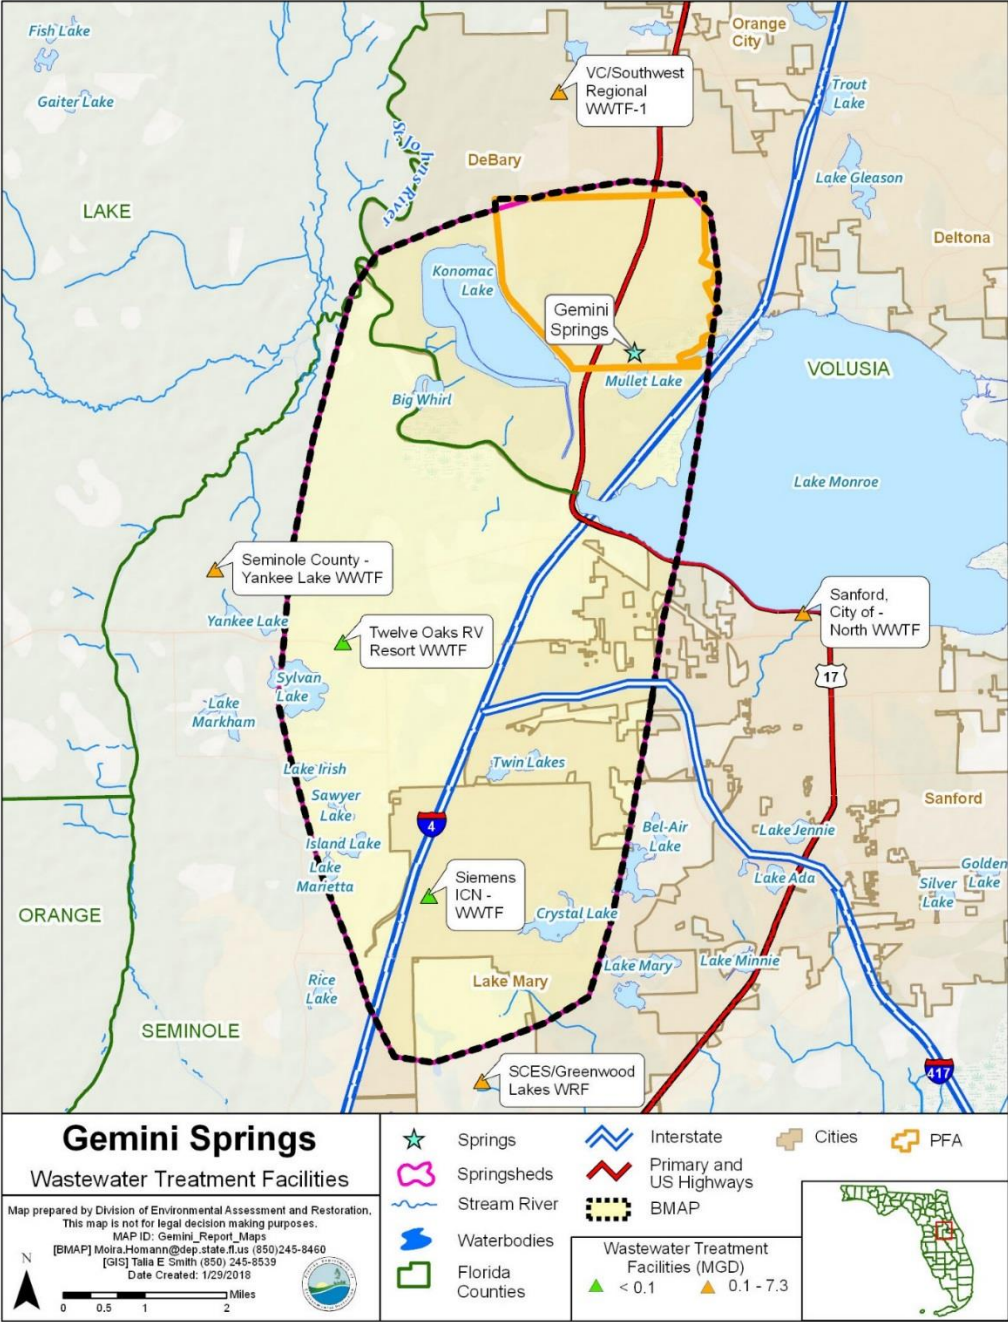 Fish Lake
Gaiter Lake
Orange
City
VC/Southwest
Regional
WWTF-1
Trout
Lake
St. Johns River
DeBary
Lake Gleason
LAKE
Deltona
Konomac
Lake
Gemini
Springs
VOLUSIA
Mullet Lake
Big Whirl
Lake Monroe
Seminole County -
Yankee Lake WWTF
Sanford,
City of -
North WWTF
Yankee Lake
Twelve Oaks RV
Resort WWTF
17
Sylvan
Lake
Lake
Markham
Twin Lakes
Lake Irish
Sawyer
Lake
Sanford
4
Bel-Air
Lake
Lake Jennie
Island Lake
Lake
Marietta
Golden
Lake
Lake Ada
Silver
Lake
Siemens
ICN -
WWTF
ORANGE
Crystal Lake
Lake Mary
Lake Minnie
Rice
Lake
Lake Mary
SEMINOLE
417
SCES/Greenwood
Lakes WRF
Gemini Springs
Wastewater Treatment Facilities
Map prepared by Division of Environmental Assessment and Restoration,
This map is not for legal decision making purposes.
MAP ID: Gemini_Report_Maps
[BMAP] Moira.Homann@dep.state.fl.us (850)245-8460
[GIS] Talia E Smith (850) 245-8539
Date Created: 1/29/2018
N
Miles
0 0.5 1 2
Springs
Springsheds
Stream River
Waterbodies
Florida
Counties
Interstate
Primary and
US Highways
BMAP
Cities
PFA
Wastewater Treatment
Facilities (MGD)
< 0.1
0.1 - 7.3